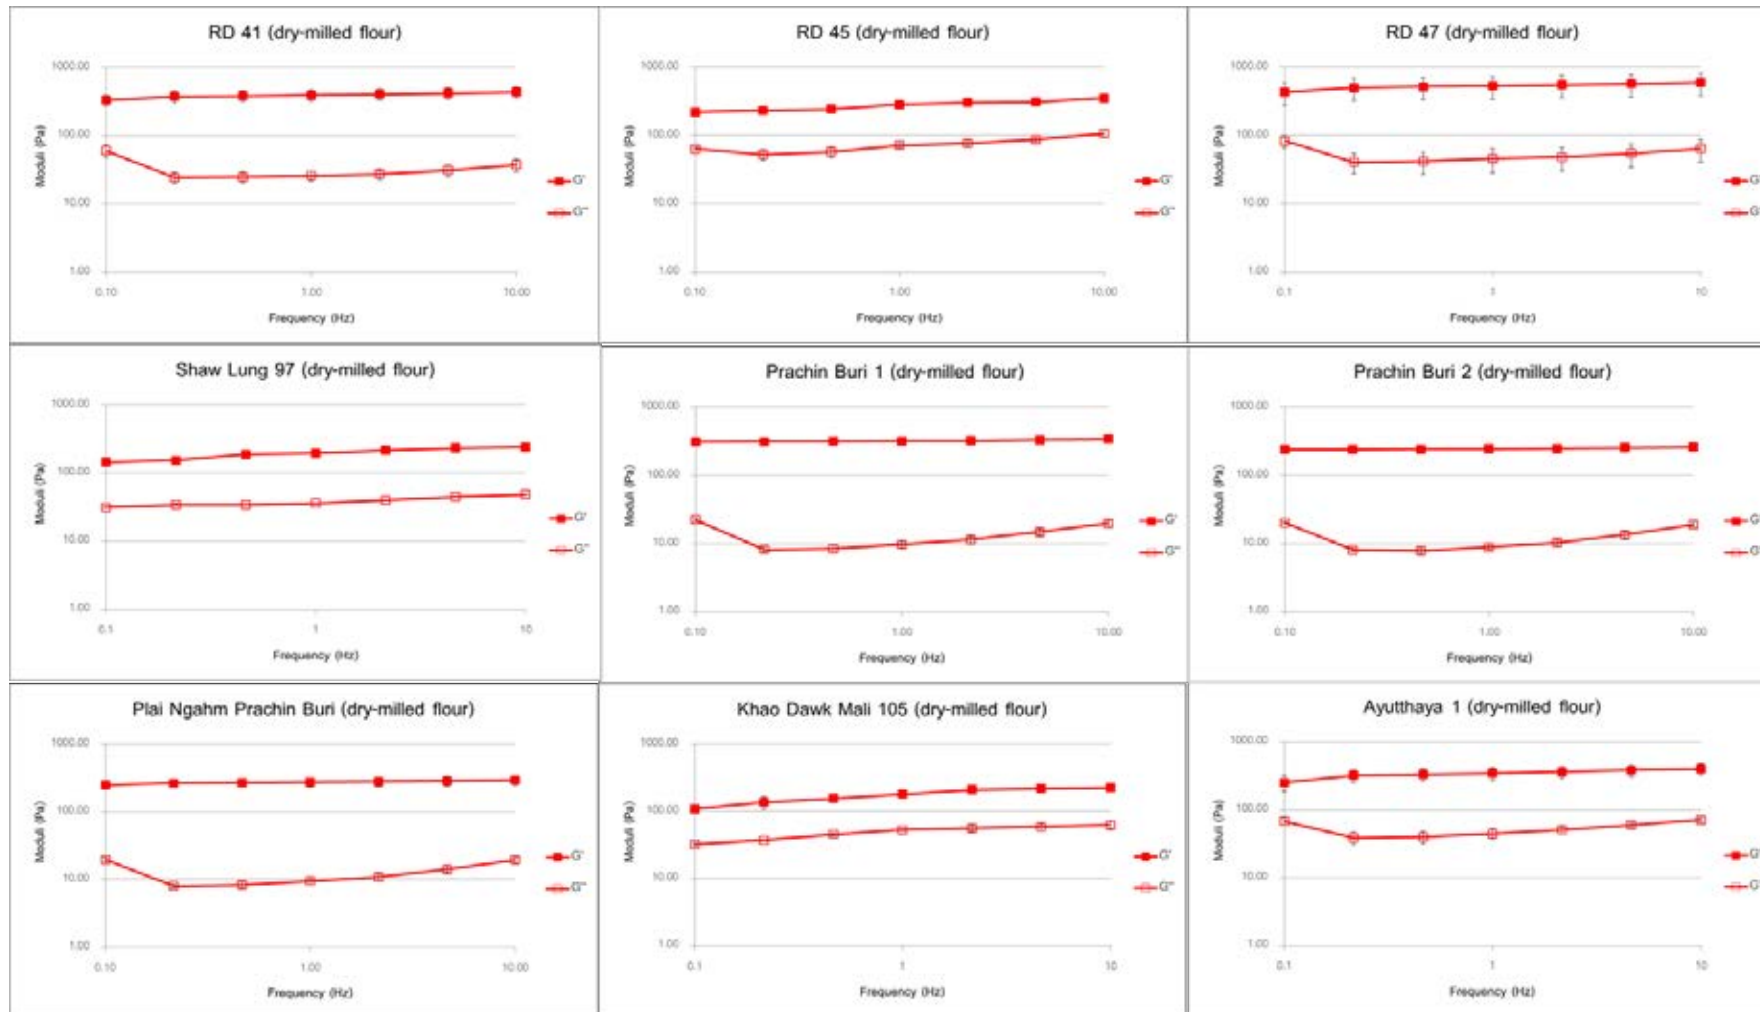 RD 41 (dry-milled flour)
1000.00
100.00
10.00
1.00
Moduli (Pa)
0.10
1.00
10.00
Frequency (Hz)
G'
G"
RD 45 (dry-milled flour)
1000.00
100.00
10.00
1.00
Moduli (Pa)
0.10
1.00
10.00
Frequency (Hz)
G'
G"
RD 47 (dry-milled flour)
1000.00
100.00
10.00
1.00
Moduli (Pa)
0.1
1
10
Frequency (Hz)
Shaw Lung 97 (dry-milled flour)
1000.00
100.00
10.00
1.00
Moduli (Pa)
0.1
1
10
Frequency (Hz)
G'
G"
Prachin Buri 1 (dry-milled flour)
1000.00
100.00
10.00
1.00
Moduli (Pa)
0.10
1.00
10.00
Frequency (Hz)
G'
G"
Prachin Buri 2 (dry-milled flour)
1000.00
100.00
10.00
1.00
Moduli (Pa)
0.10
1.00
10.00
Frequency (Hz)
Plai Ngahm Prachin Buri (dry-milled flour)
1000.00
100.00
10.00
1.00
Moduli (Pa)
0.10
1.00
10.00
Frequency (Hz)
G'
G"
Khao Dawk Mali 105 (dry-milled flour)
1000.00
100.00
10.00
1.00
Moduli (Pa)
0.1
1
10
Frequency (Hz)
G'
G"
Ayutthaya 1 (dry-milled flour)
1000.00
100.00
10.00
1.00
Moduli (Pa)
0.1
1
10
Frequency (Hz)